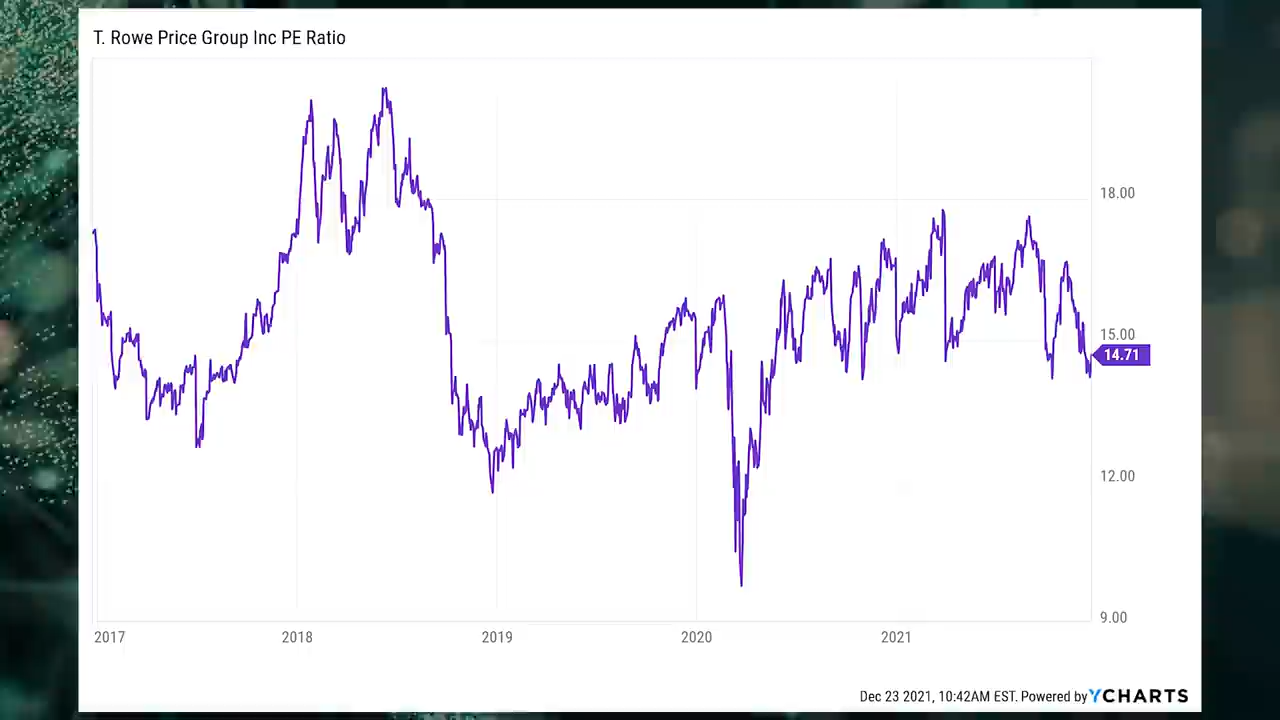 T. Rowe Price Group Inc PE Ratio
18.00
15.00
14.71
12.00
9.00
2017 2018 2019 2020 2021
Dec 23 2021, 10:42AM EST. Powered by YCHARTS